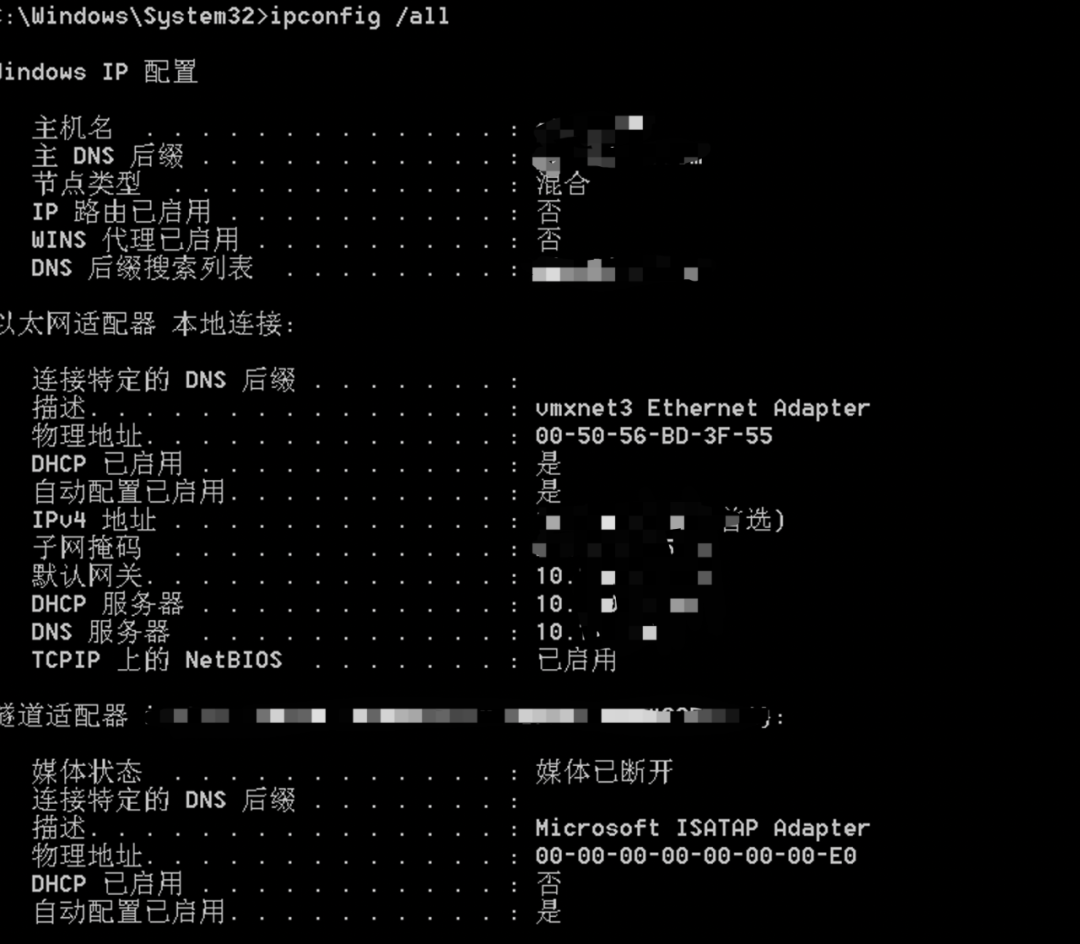 :\Windows\System32>ipconfig /all
indows IP 配置
主机名 . . . . . . . . . . . . . :
主 DNS 后缀 . . . . . . . . . . . :
节点类型 . . . . . . . . . . . . : 混合
IP 路由已启用 . . . . . . . . . . : 否
WINS 代理已启用 . . . . . . . . . : 否
DNS 后缀搜索列表 . . . . . . . . :
以太网适配器 本地连接:
连接特定的 DNS 后缀 . . . . . . . :
描述. . . . . . . . . . . . . . . : vmxnet3 Ethernet Adapter
物理地址. . . . . . . . . . . . . : 00-50-56-BD-3F-55
DHCP 已启用 . . . . . . . . . . . : 是
自动配置已启用. . . . . . . . . . : 是
IPv4 地址 . . . . . . . . . . . . : 首选)
子网掩码 . . . . . . . . . . . . :
默认网关. . . . . . . . . . . . . : 10.
DHCP 服务器 . . . . . . . . . . . : 10.
DNS 服务器 . . . . . . . . . . . : 10.
TCPIP 上的 NetBIOS . . . . . . . : 已启用
隧道适配器 :
媒体状态 . . . . . . . . . . . . : 媒体已断开
连接特定的 DNS 后缀 . . . . . . . :
描述. . . . . . . . . . . . . . . : Microsoft ISATAP Adapter
物理地址. . . . . . . . . . . . . : 00-00-00-00-00-00-00-E0
DHCP 已启用 . . . . . . . . . . . : 否
自动配置已启用. . . . . . . . . . : 是